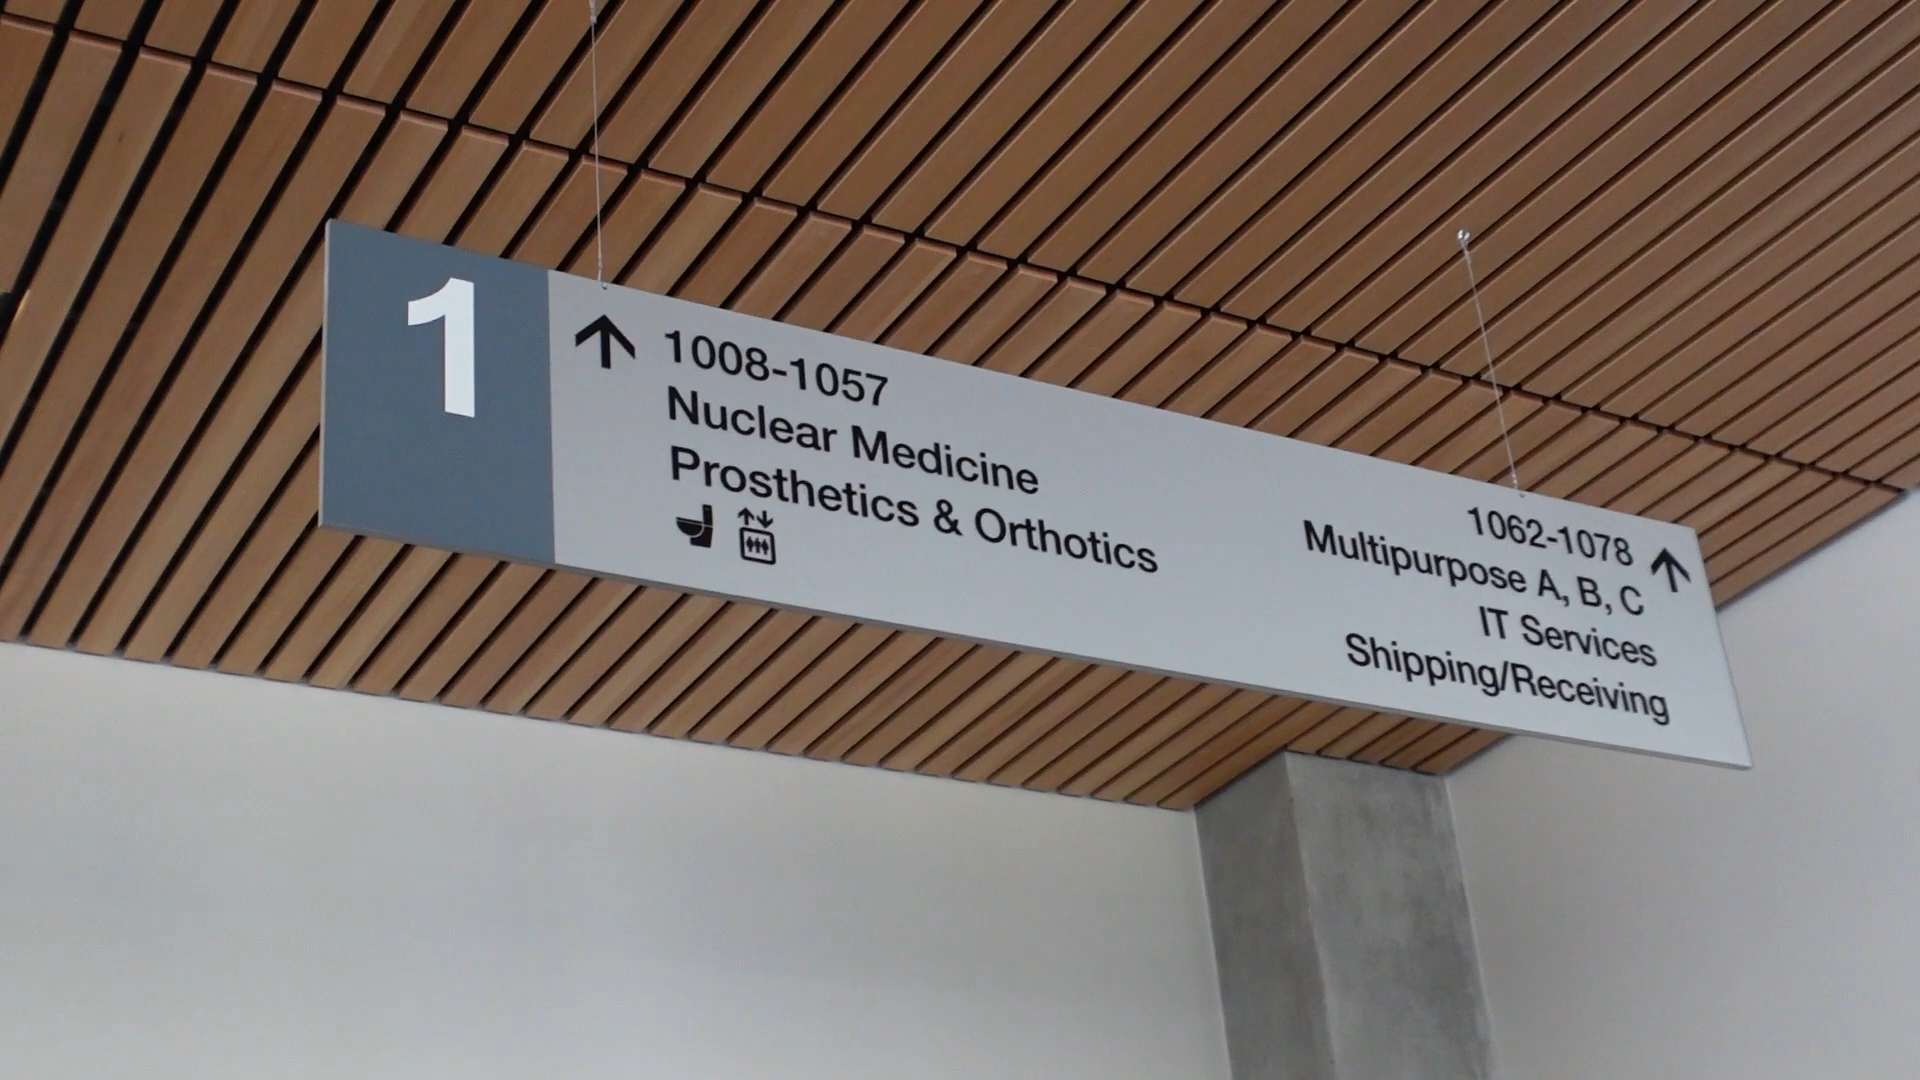 1
1008-1057
Nuclear Medicine
Prosthetics & Orthotics
1062-1078
Multipurpose A, B, C
IT Services
Shipping/Receiving